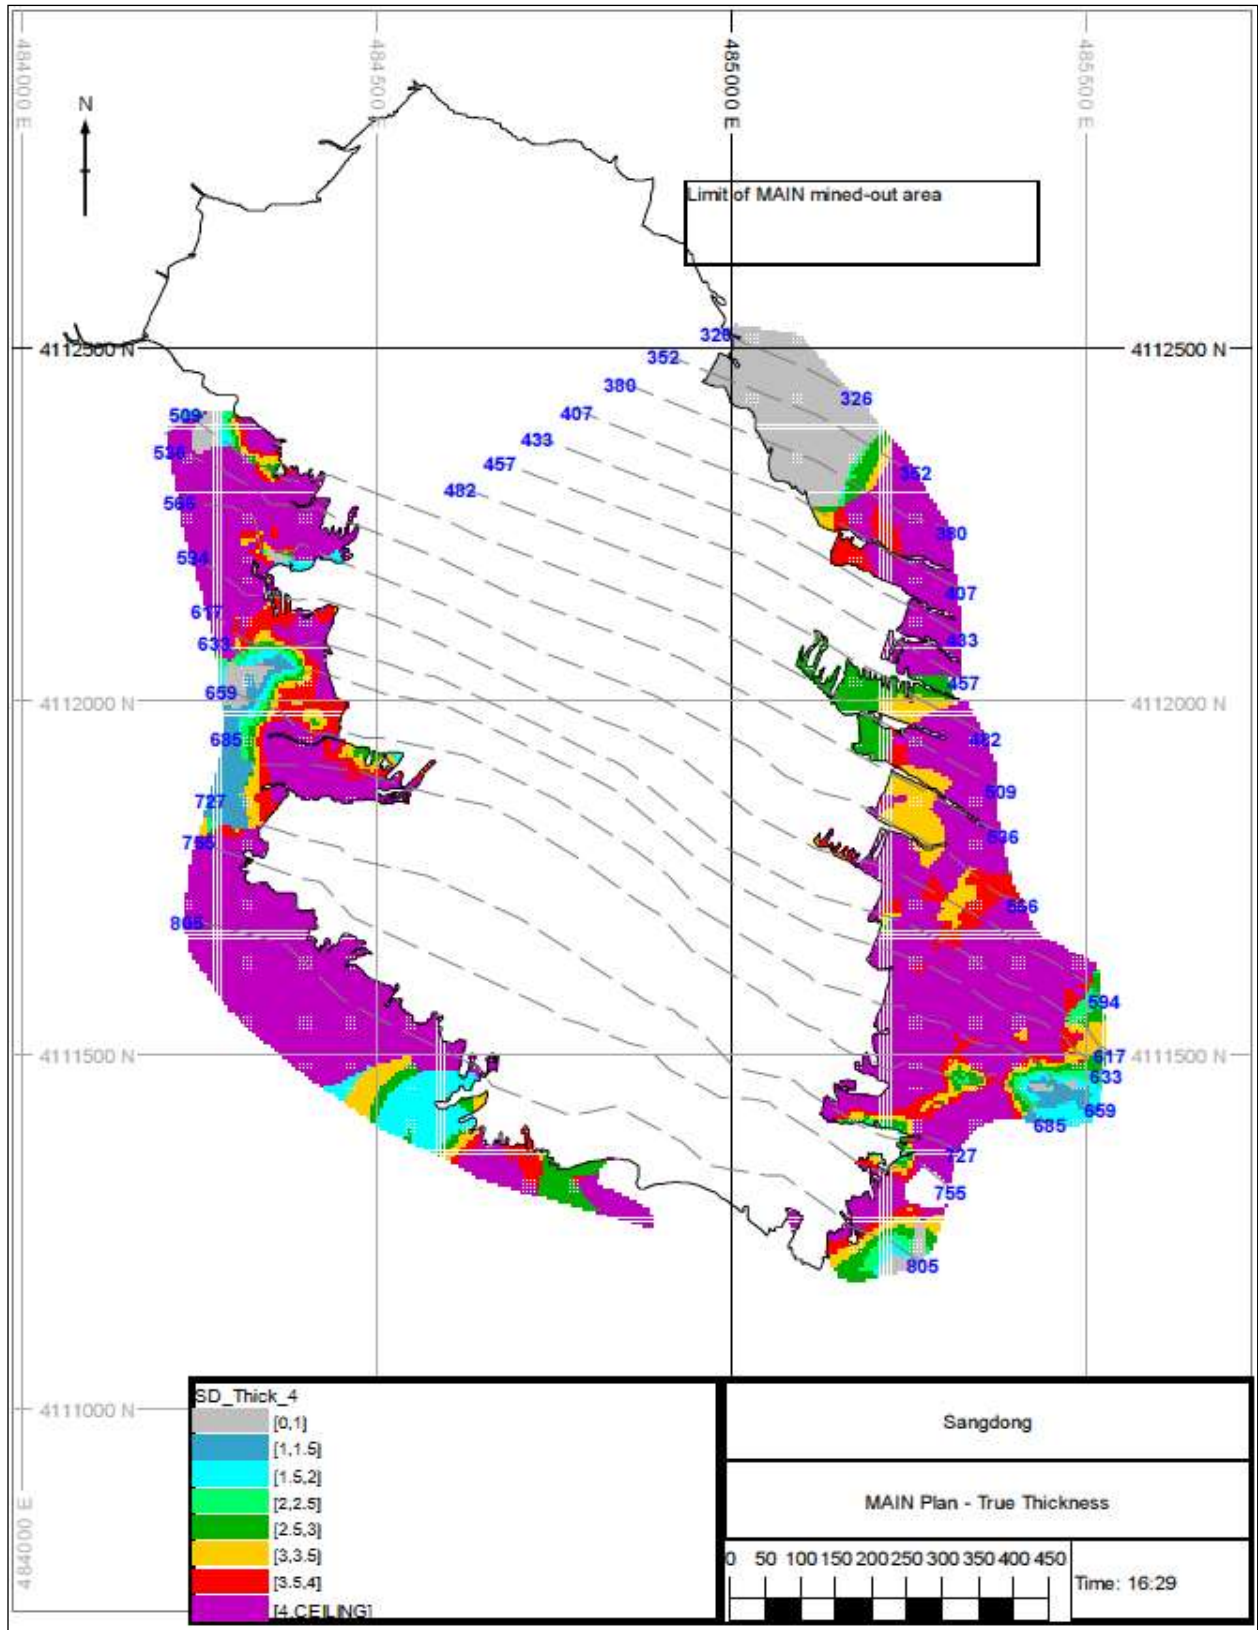 484000 E
484500 E
485000 E
485500 E
N
Limit of MAIN mined-out area
4112500 N
4112500 N
326
352
380
407
433
457
482
326
352
380
407
433
457
482
509
536
566
594
617
633
659
685
727
755
805
509
536
566
594
617
633
659
685
727
755
805
4112000 N
4112000 N
4111500 N
4111500 N
4111000 N
484000 E
SD_Thick_4
[0,1]
[1,1.5]
[1.5,2]
[2,2.5]
[2.5,3]
[3,3.5]
[3.5,4]
[4,CEILING]
Sangdong
MAIN Plan - True Thickness
0 50 100 150 200 250 300 350 400 450
Time: 16:29